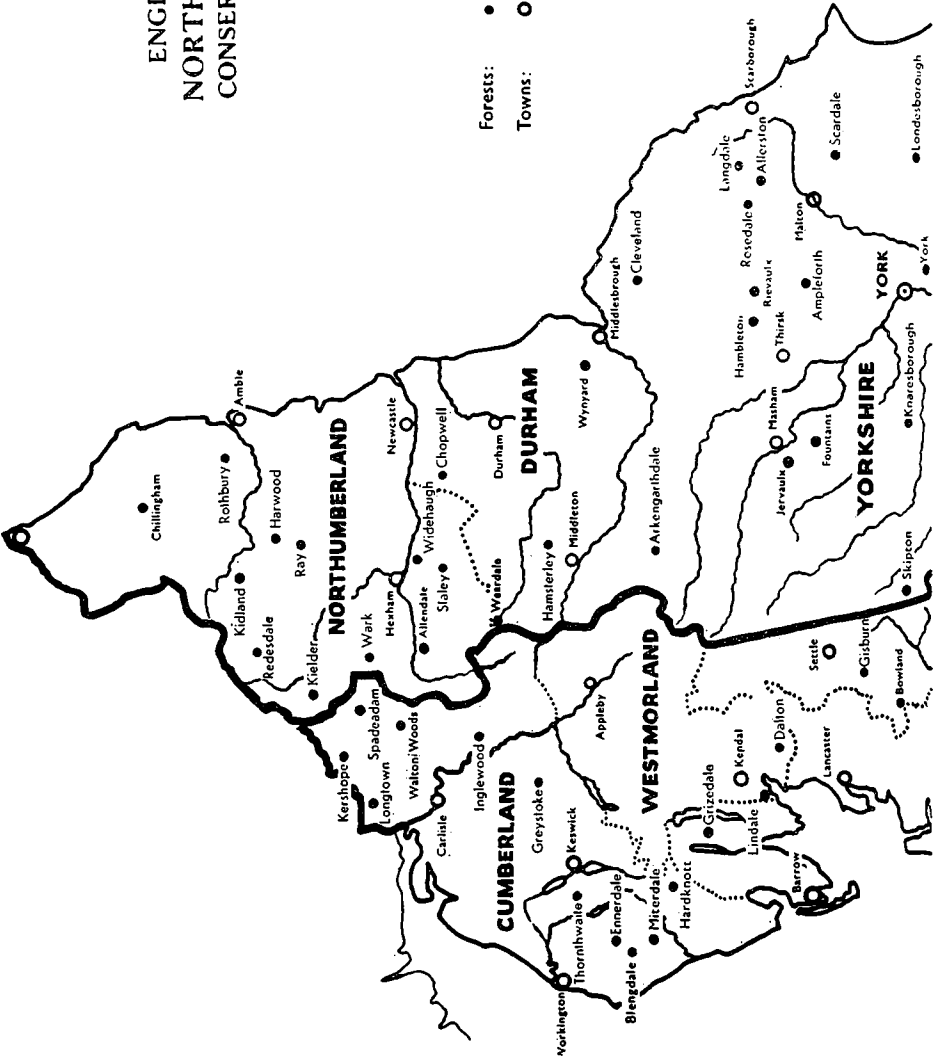 ENGL
NORTH
CONSER
Forests: ●
Towns: ○
Chillingham
Amble
Rothbury
Harwood
Kidland
Ray
Redesdale
Kielder
NORTHUMBERLAND
Wark
Hexham
Newcastle
Widehaugh
Chopwell
Allendale
Staley
Weardale
Durham
DURHAM
Hamsterley
Middleton
Wynyard
Middlesbrough
Cleveland
Arkengarthdale
Kershope
Spadeadam
Longtown
Walton Woods
Carlisle
Inglewood
CUMBERLAND
Greystoke
Keswick
Appleby
Workington
Thornthwaite
Ennerdale
Blengdale
Miterdale
Hardknott
WESTMORLAND
Grizedale
Kendal
Lindale
Dalton
Barrow
Lancaster
Settle
Gisburn
Bowland
Skipton
Scarborough
Langdale
Allerston
Rosedale
Rievaulx
Hambleton
Thirsk
Ampleforth
Malton
Scardale
Londesborough
Masham
Jervaulx
Fountains
YORKSHIRE
YORK
York
Knaresborough